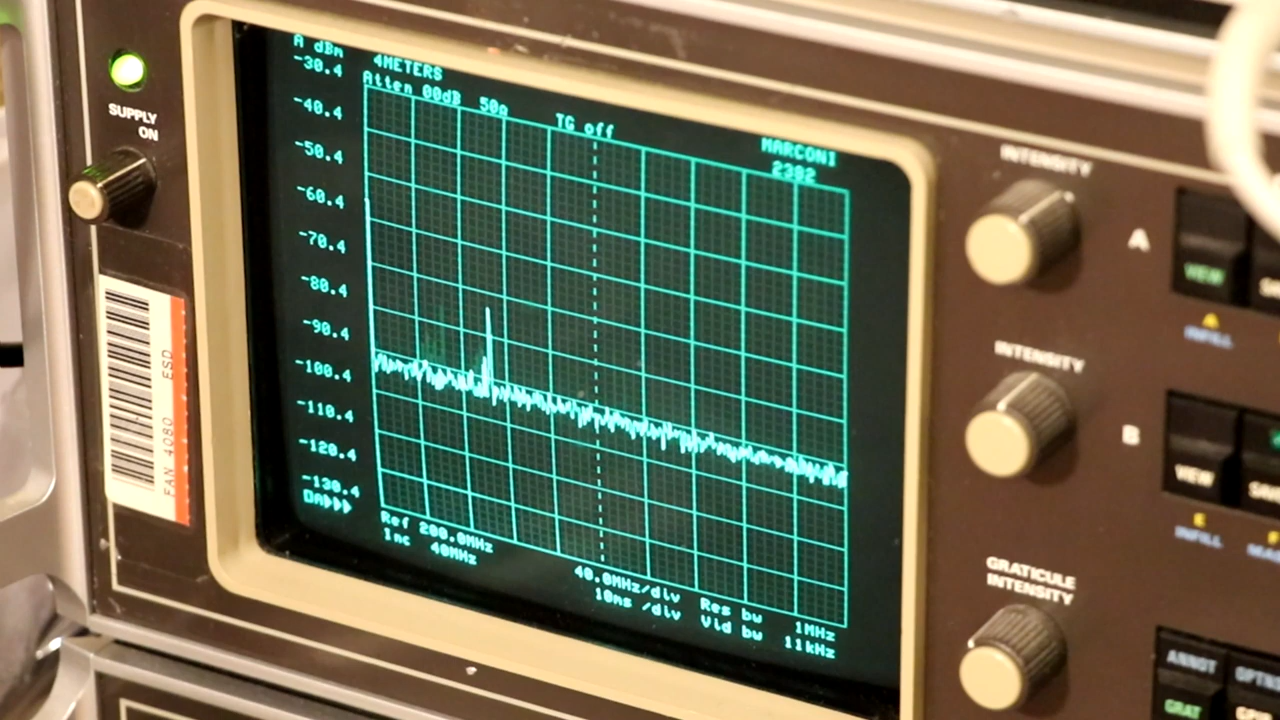 A dBm
-30.4
4METERS
Atten 00dB 50Ω
TG off
MARCONI
2382
-40.4
-50.4
-60.4
-70.4
-80.4
-90.4
-100.4
-110.4
-120.4
-130.4
Ref 200.0MHz
Inc 40MHz
40.0MHz/div
10ms /div
Res bw 1MHz
Vid bw 11kHz
SUPPLY
ON
FAN 4080 ESD
INTENSITY
A
VIEW
A
INFILL
INTENSITY
B
VIEW
E
INFILL
GRATICULE
INTENSITY
ANNOT
GRAT